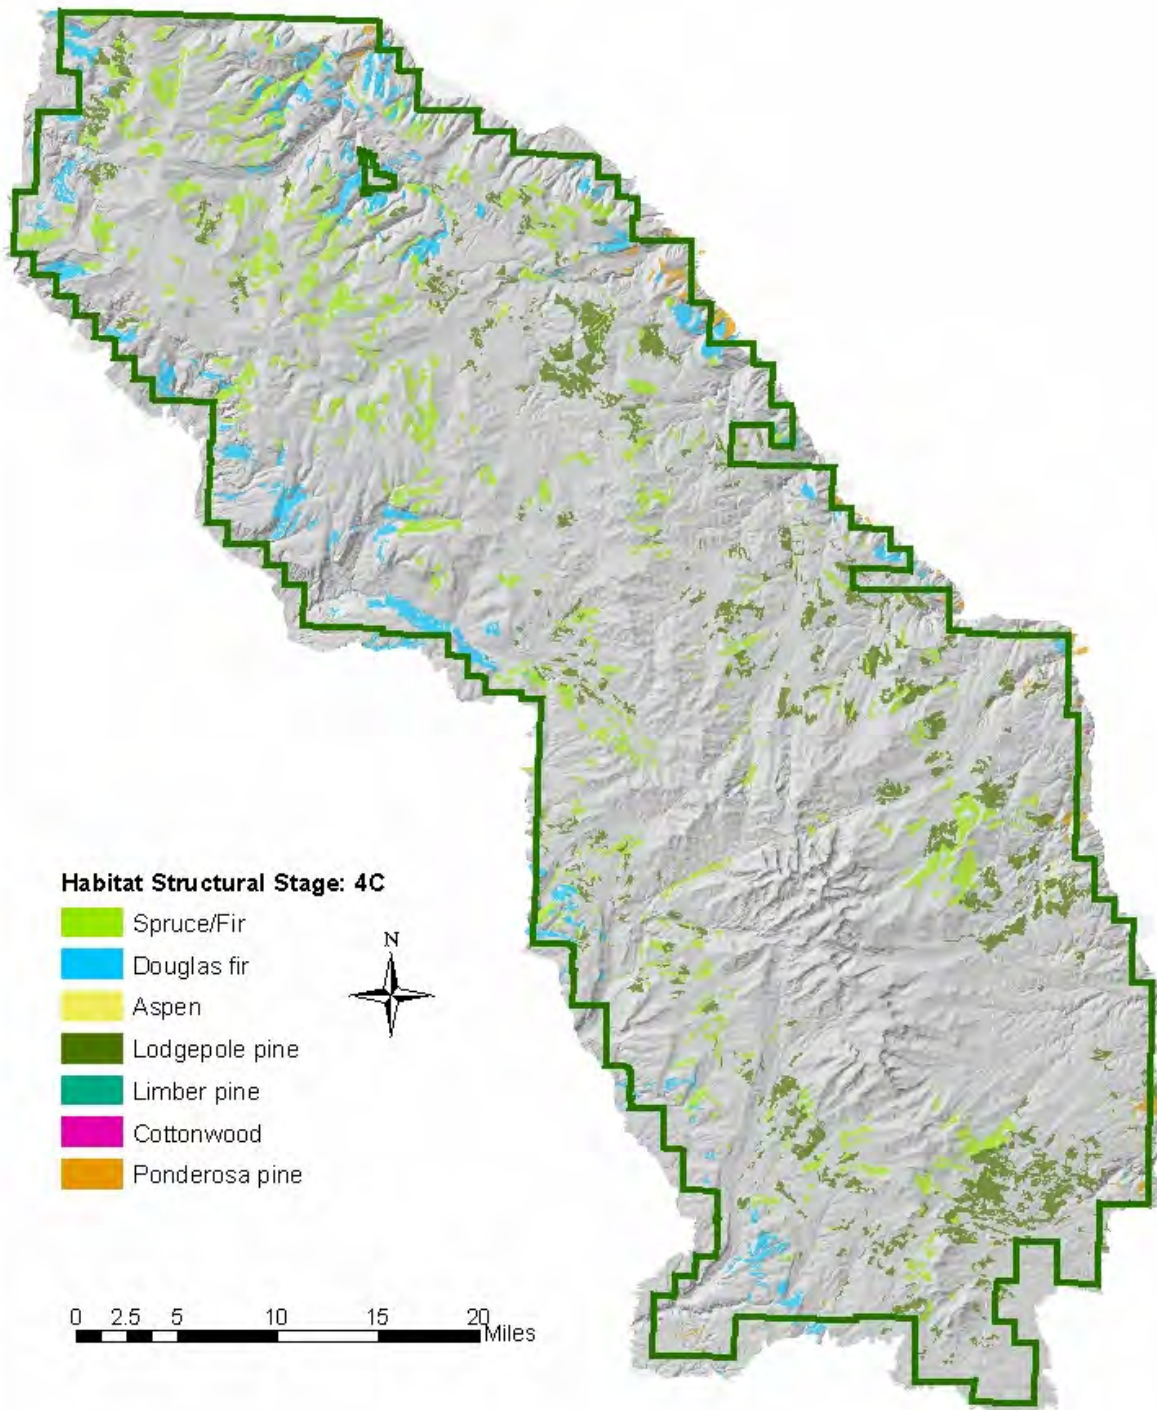 Habitat Structural Stage: 4C
Spruce/Fir
Douglas fir
Aspen
Lodgepole pine
Limber pine
Cottonwood
Ponderosa pine
N
0 2.5 5 10 15 20
Miles